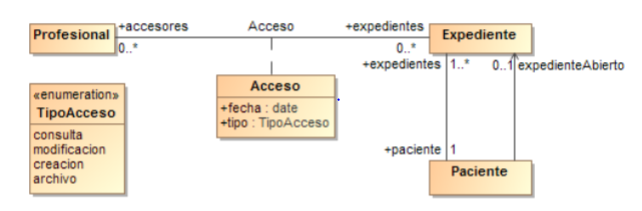 +accesores Acceso +expedientes
Profesional Expediente
0..* 0..*
+expedientes 1..* 0..1 expedienteAbierto
«enumeration»
TipoAcceso
consulta
modificacion
creacion
archivo
Acceso
+fecha : date
+tipo : TipoAcceso
+paciente 1
Paciente